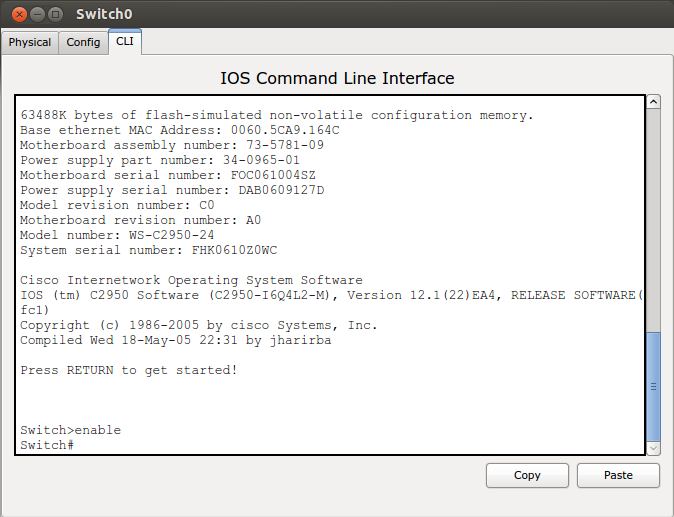 Switch0
Physical Config CLI
IOS Command Line Interface
63488K bytes of flash-simulated non-volatile configuration memory.
Base ethernet MAC Address: 0060.5CA9.164C
Motherboard assembly number: 73-5781-09
Power supply part number: 34-0965-01
Motherboard serial number: FOC061004SZ
Power supply serial number: DAB0609127D
Model revision number: C0
Motherboard revision number: A0
Model number: WS-C2950-24
System serial number: FHK0610Z0WC
Cisco Internetwork Operating System Software
IOS (tm) C2950 Software (C2950-I6Q4L2-M), Version 12.1(22)EA4, RELEASE SOFTWARE(
fc1)
Copyright (c) 1986-2005 by cisco Systems, Inc.
Compiled Wed 18-May-05 22:31 by jharirba
Press RETURN to get started!
Switch>enable
Switch#
Copy Paste